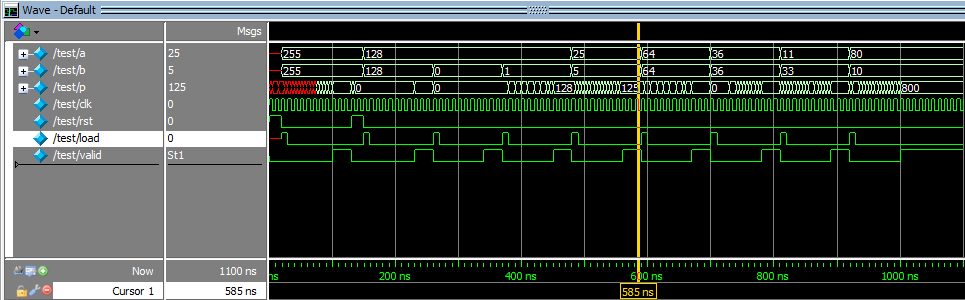 Wave - Default
Msgs
/test/a 25 255 128 25 64 36 11 80
/test/b 5 255 128 0 1 5 64 36 33 10
/test/p 125 0 0 128 125 0 800
/test/clk 0
/test/rst 0
/test/load 0
/test/valid St1
Now 1100 ns ns 200 ns 400 ns 600 ns 800 ns 1000 ns
Cursor 1 585 ns 585 ns